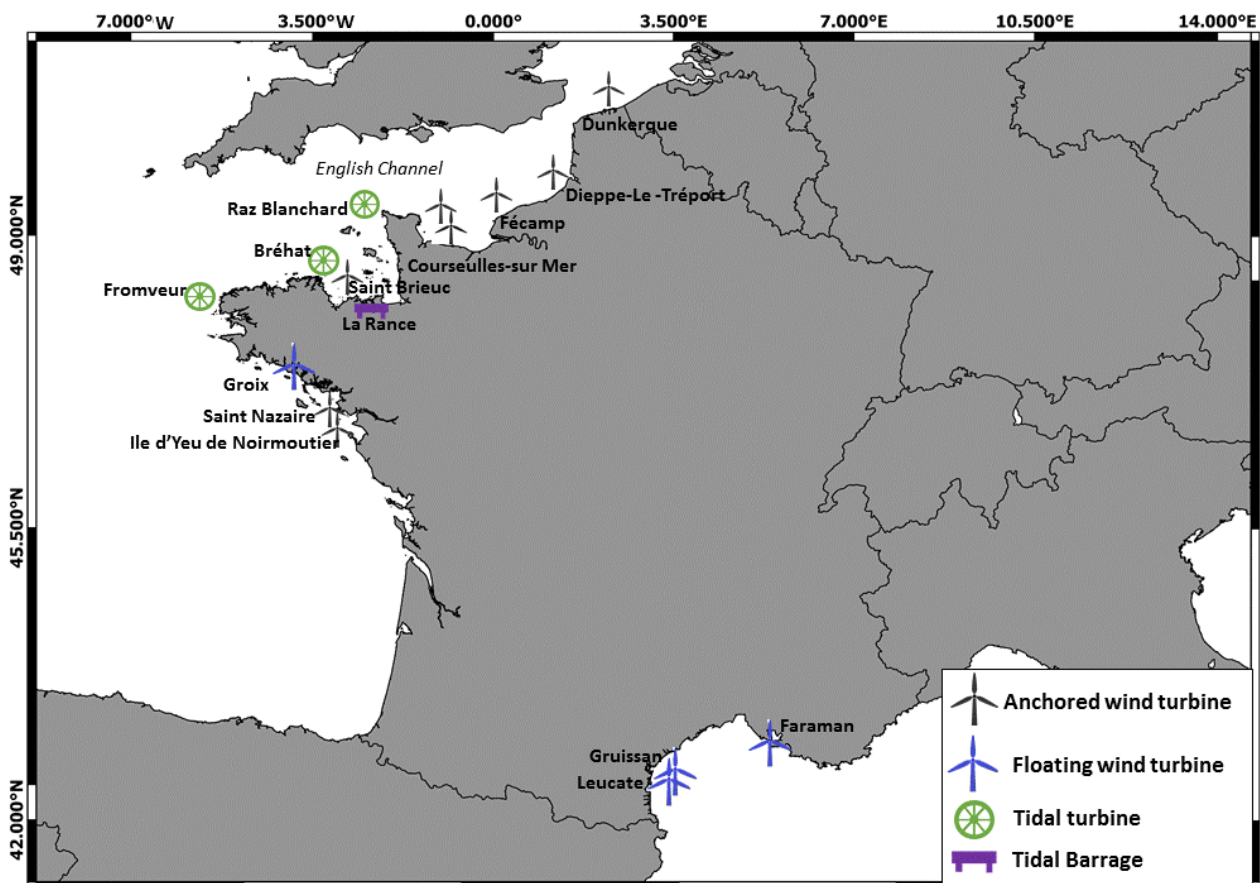 7.000°W 3.500°W 0.000°E 3.500°E 7.000°E 10.500°E 14.000°E
Dunkerque
English Channel
Dieppe-Le -Tréport
Raz Blanchard
Fécamp
49.000°N
Bréhat
Courseulles-sur Mer
Fromveur
Saint Brieuc
La Rance
Groix
Saint Nazaire
Ile d'Yeu de Noirmoutier
45.500°N
Faraman
Gruissan
Leucate
42.000°N
Anchored wind turbine
Floating wind turbine
Tidal turbine
Tidal Barrage